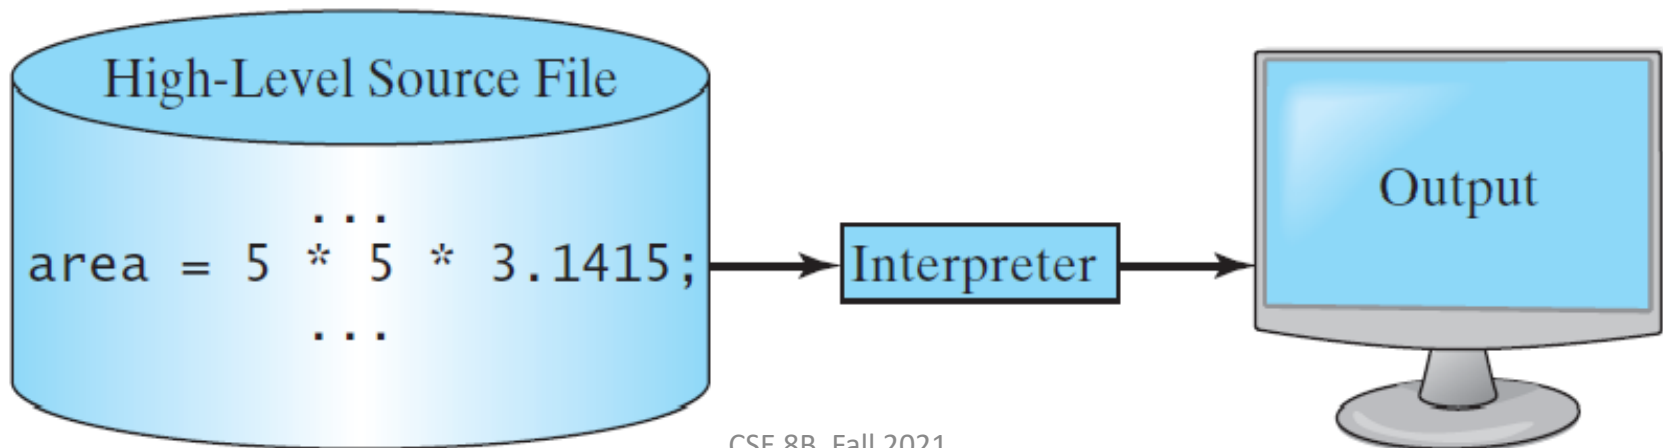 High-Level Source File
...
area = 5 * 5 * 3.1415;
...
Interpreter
Output
CSE 8B, Fall 2021